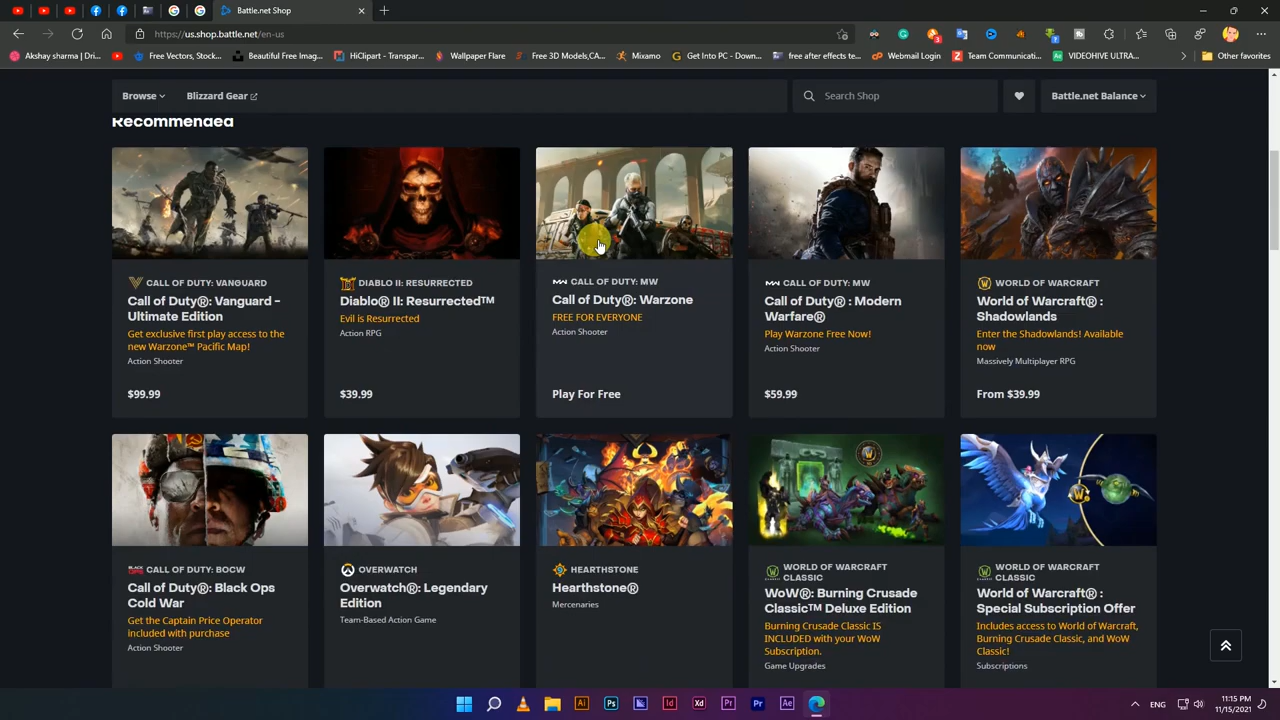 Battle.net Shop
https://us.shop.battle.net/en-us
Akshay sharma | Dri...
Free Vectors, Stock...
Beautiful Free Imag...
HiClipart - Transpar...
Wallpaper Flare
Free 3D Models,CA...
Mixamo
Get Into PC - Down...
free after effects te...
Webmail Login
Team Communicati...
VIDEOHIVE ULTRA...
Other favorites
Browse
Blizzard Gear
Search Shop
Battle.net Balance
Recommended
CALL OF DUTY: VANGUARD
Call of Duty®: Vanguard -
Ultimate Edition
Get exclusive first play access to the
new Warzone™ Pacific Map!
Action Shooter
$99.99
DIABLO II: RESURRECTED
Diablo® II: Resurrected™
Evil is Resurrected
Action RPG
$39.99
CALL OF DUTY: MW
Call of Duty®: Warzone
FREE FOR EVERYONE
Action Shooter
Play For Free
CALL OF DUTY: MW
Call of Duty® : Modern
Warfare®
Play Warzone Free Now!
Action Shooter
$59.99
WORLD OF WARCRAFT
World of Warcraft® :
Shadowlands
Enter the Shadowlands! Available
now
Massively Multiplayer RPG
From $39.99
CALL OF DUTY: BOCW
Call of Duty®: Black Ops
Cold War
Get the Captain Price Operator
included with purchase
Action Shooter
OVERWATCH
Overwatch®: Legendary
Edition
Team-Based Action Game
HEARTHSTONE
Hearthstone®
Mercenaries
WORLD OF WARCRAFT
CLASSIC
WoW®: Burning Crusade
Classic™ Deluxe Edition
Burning Crusade Classic IS
INCLUDED with your WoW
Subscription.
Game Upgrades
WORLD OF WARCRAFT
CLASSIC
World of Warcraft® :
Special Subscription Offer
Includes access to World of Warcraft,
Burning Crusade Classic, and WoW
Classic!
Subscriptions
ENG
11:15 PM
11/15/2021